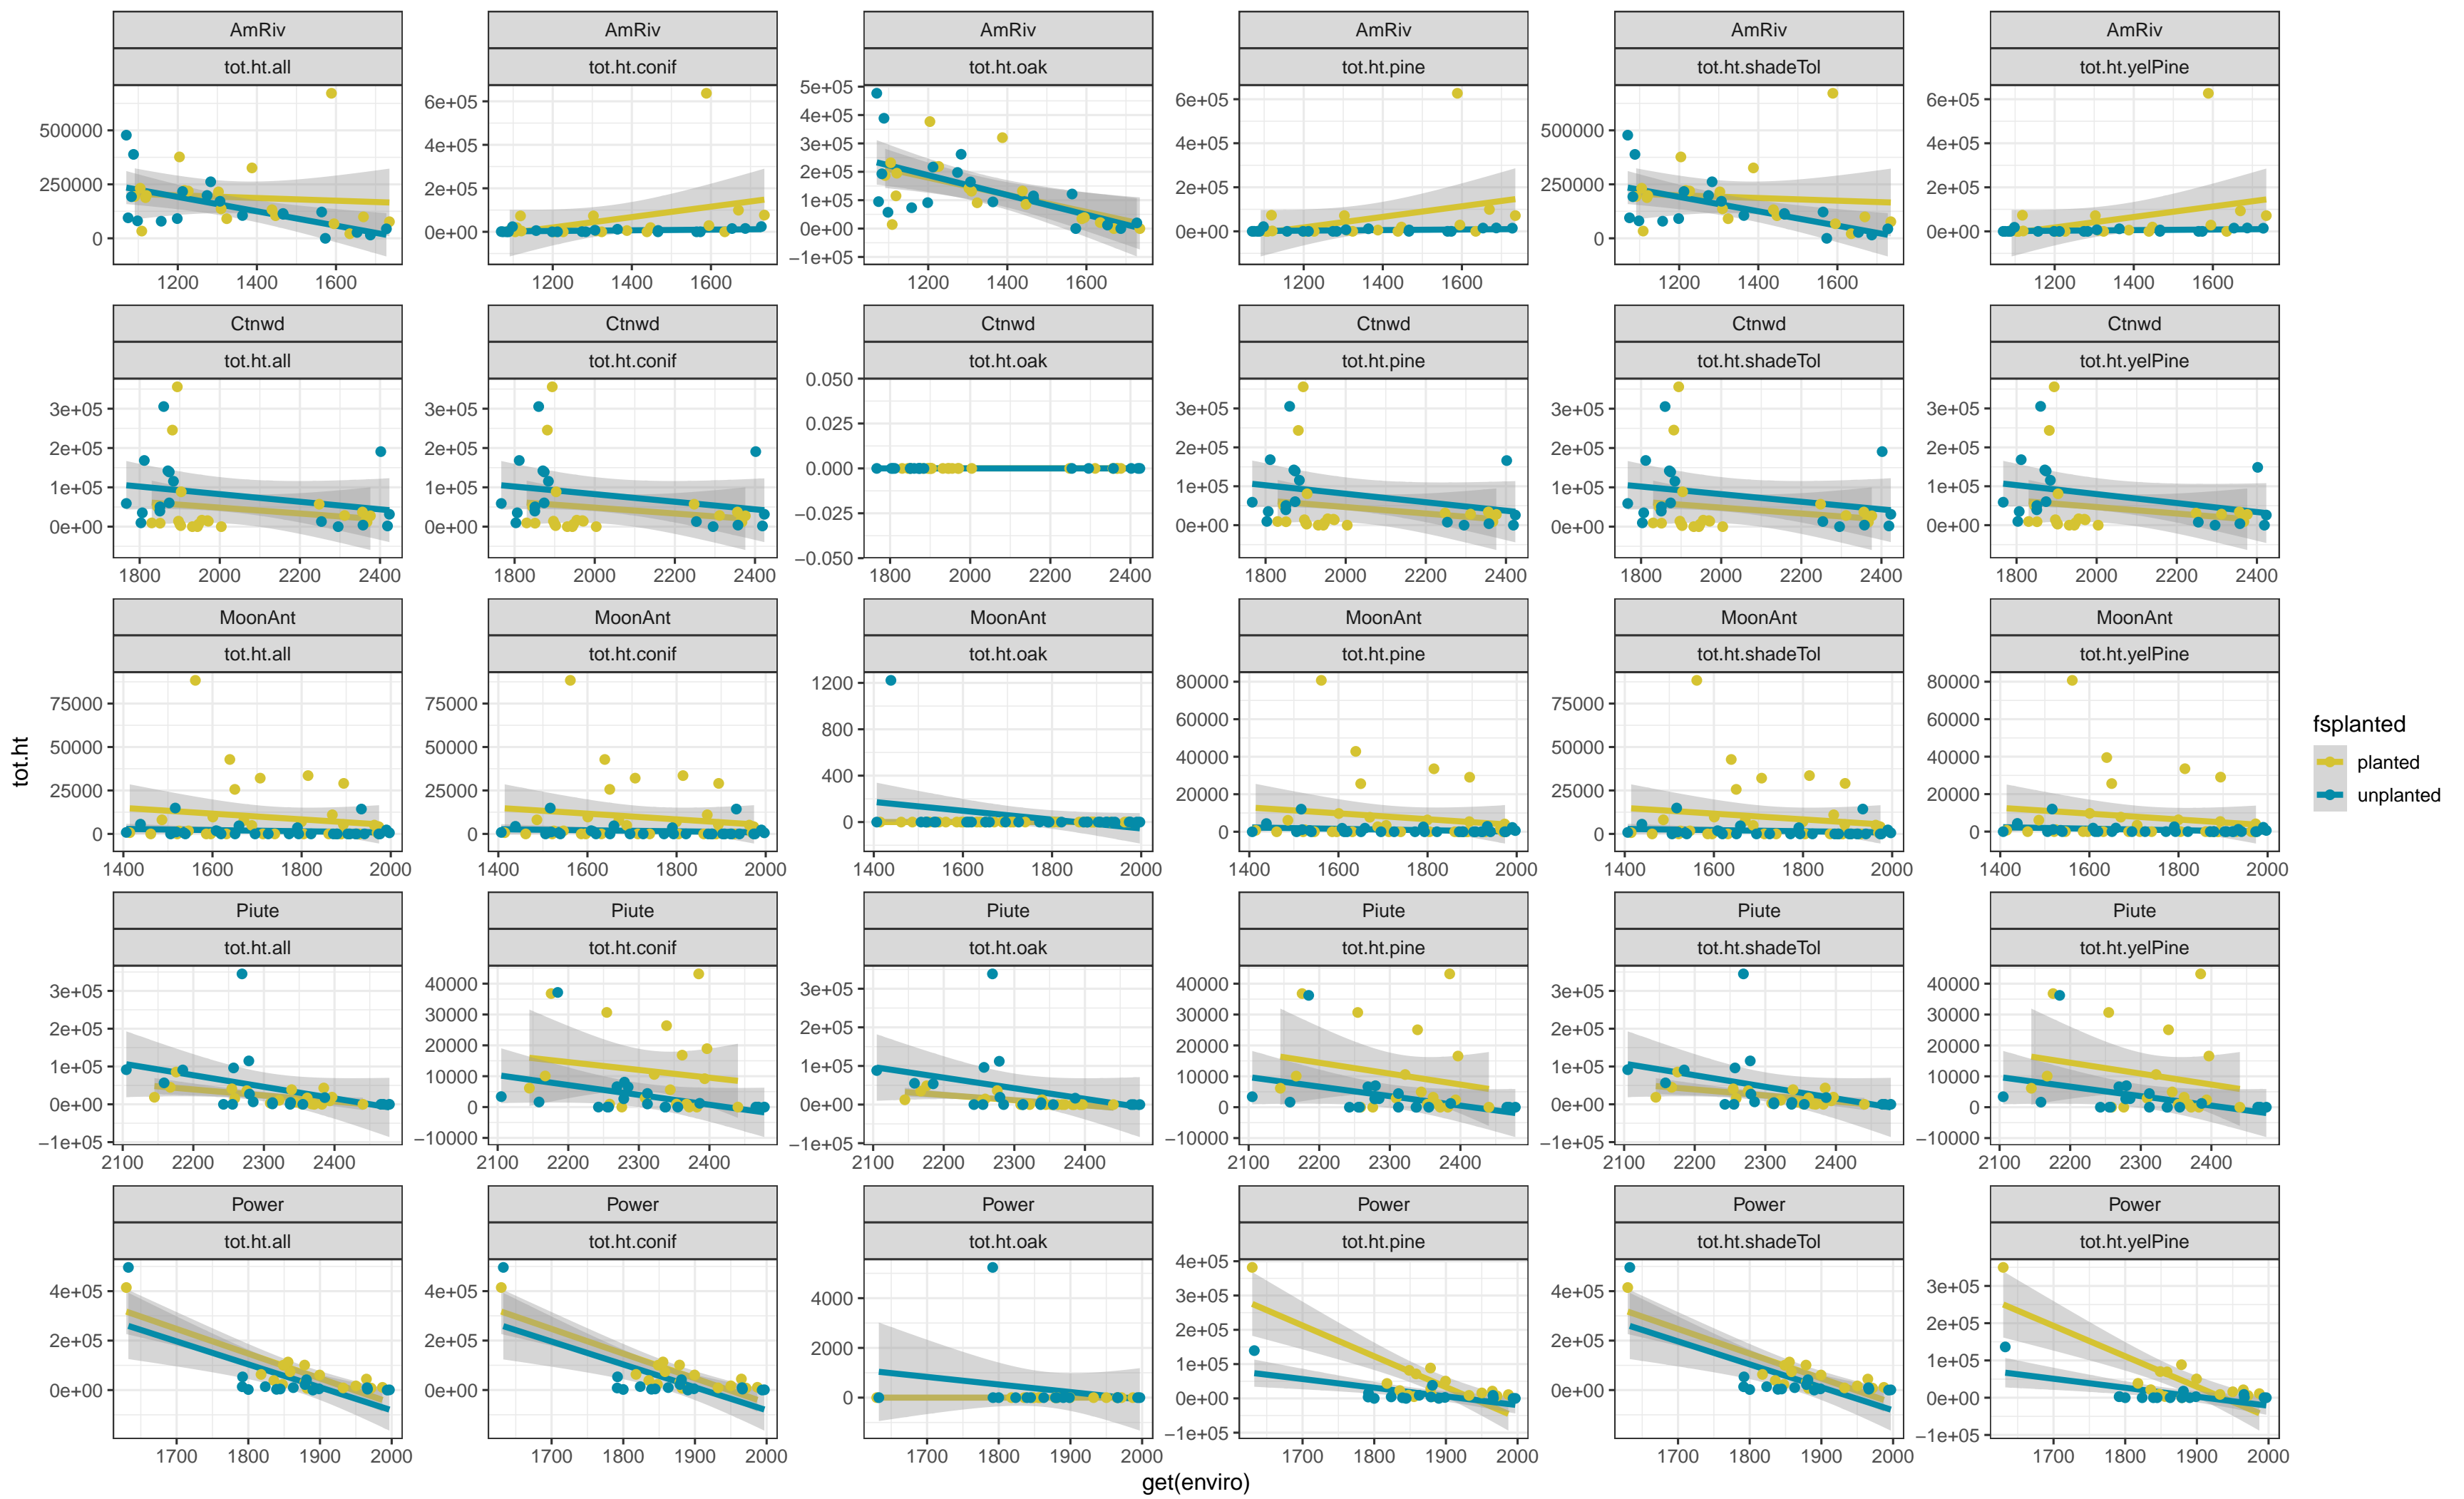 AmRiv AmRiv AmRiv AmRiv AmRiv AmRiv
tot.ht.all tot.ht.conif tot.ht.oak tot.ht.pine tot.ht.shadeTol tot.ht.yelPine
500000 250000 0
6e+05 4e+05 2e+05 0e+00
5e+05 4e+05 3e+05 2e+05 1e+05 0e+00 −1e+05
6e+05 4e+05 2e+05 0e+00
500000 250000 0
6e+05 4e+05 2e+05 0e+00
1200 1400 1600 1200 1400 1600 1200 1400 1600 1200 1400 1600 1200 1400 1600 1200 1400 1600
Ctnwd Ctnwd Ctnwd Ctnwd Ctnwd Ctnwd
tot.ht.all tot.ht.conif tot.ht.oak tot.ht.pine tot.ht.shadeTol tot.ht.yelPine
3e+05 2e+05 1e+05 0e+00
3e+05 2e+05 1e+05 0e+00
0.050 0.025 0.000 −0.025 −0.050
3e+05 2e+05 1e+05 0e+00
3e+05 2e+05 1e+05 0e+00
3e+05 2e+05 1e+05 0e+00
1800 2000 2200 2400 1800 2000 2200 2400 1800 2000 2200 2400 1800 2000 2200 2400 1800 2000 2200 2400 1800 2000 2200 2400
MoonAnt MoonAnt MoonAnt MoonAnt MoonAnt MoonAnt
tot.ht.all tot.ht.conif tot.ht.oak tot.ht.pine tot.ht.shadeTol tot.ht.yelPine
75000 50000 25000 0
75000 50000 25000 0
1200 800 400 0
80000 60000 40000 20000 0
75000 50000 25000 0
80000 60000 40000 20000 0
1400 1600 1800 2000 1400 1600 1800 2000 1400 1600 1800 2000 1400 1600 1800 2000 1400 1600 1800 2000 1400 1600 1800 2000
tot.ht
fsplanted
planted
unplanted
Piute Piute Piute Piute Piute Piute
tot.ht.all tot.ht.conif tot.ht.oak tot.ht.pine tot.ht.shadeTol tot.ht.yelPine
3e+05 2e+05 1e+05 0e+00 −1e+05
40000 30000 20000 10000 0 −10000
3e+05 2e+05 1e+05 0e+00 −1e+05
40000 30000 20000 10000 0 −10000
3e+05 2e+05 1e+05 0e+00 −1e+05
40000 30000 20000 10000 0 −10000
2100 2200 2300 2400 2100 2200 2300 2400 2100 2200 2300 2400 2100 2200 2300 2400 2100 2200 2300 2400 2100 2200 2300 2400
Power Power Power Power Power Power
tot.ht.all tot.ht.conif tot.ht.oak tot.ht.pine tot.ht.shadeTol tot.ht.yelPine
4e+05 2e+05 0e+00
4e+05 2e+05 0e+00
4000 2000 0
4e+05 3e+05 2e+05 1e+05 0e+00 −1e+05
4e+05 2e+05 0e+00
3e+05 2e+05 1e+05 0e+00 −1e+05
1700 1800 1900 2000 1700 1800 1900 2000 1700 1800 1900 2000 1700 1800 1900 2000 1700 1800 1900 2000 1700 1800 1900 2000
get(enviro)